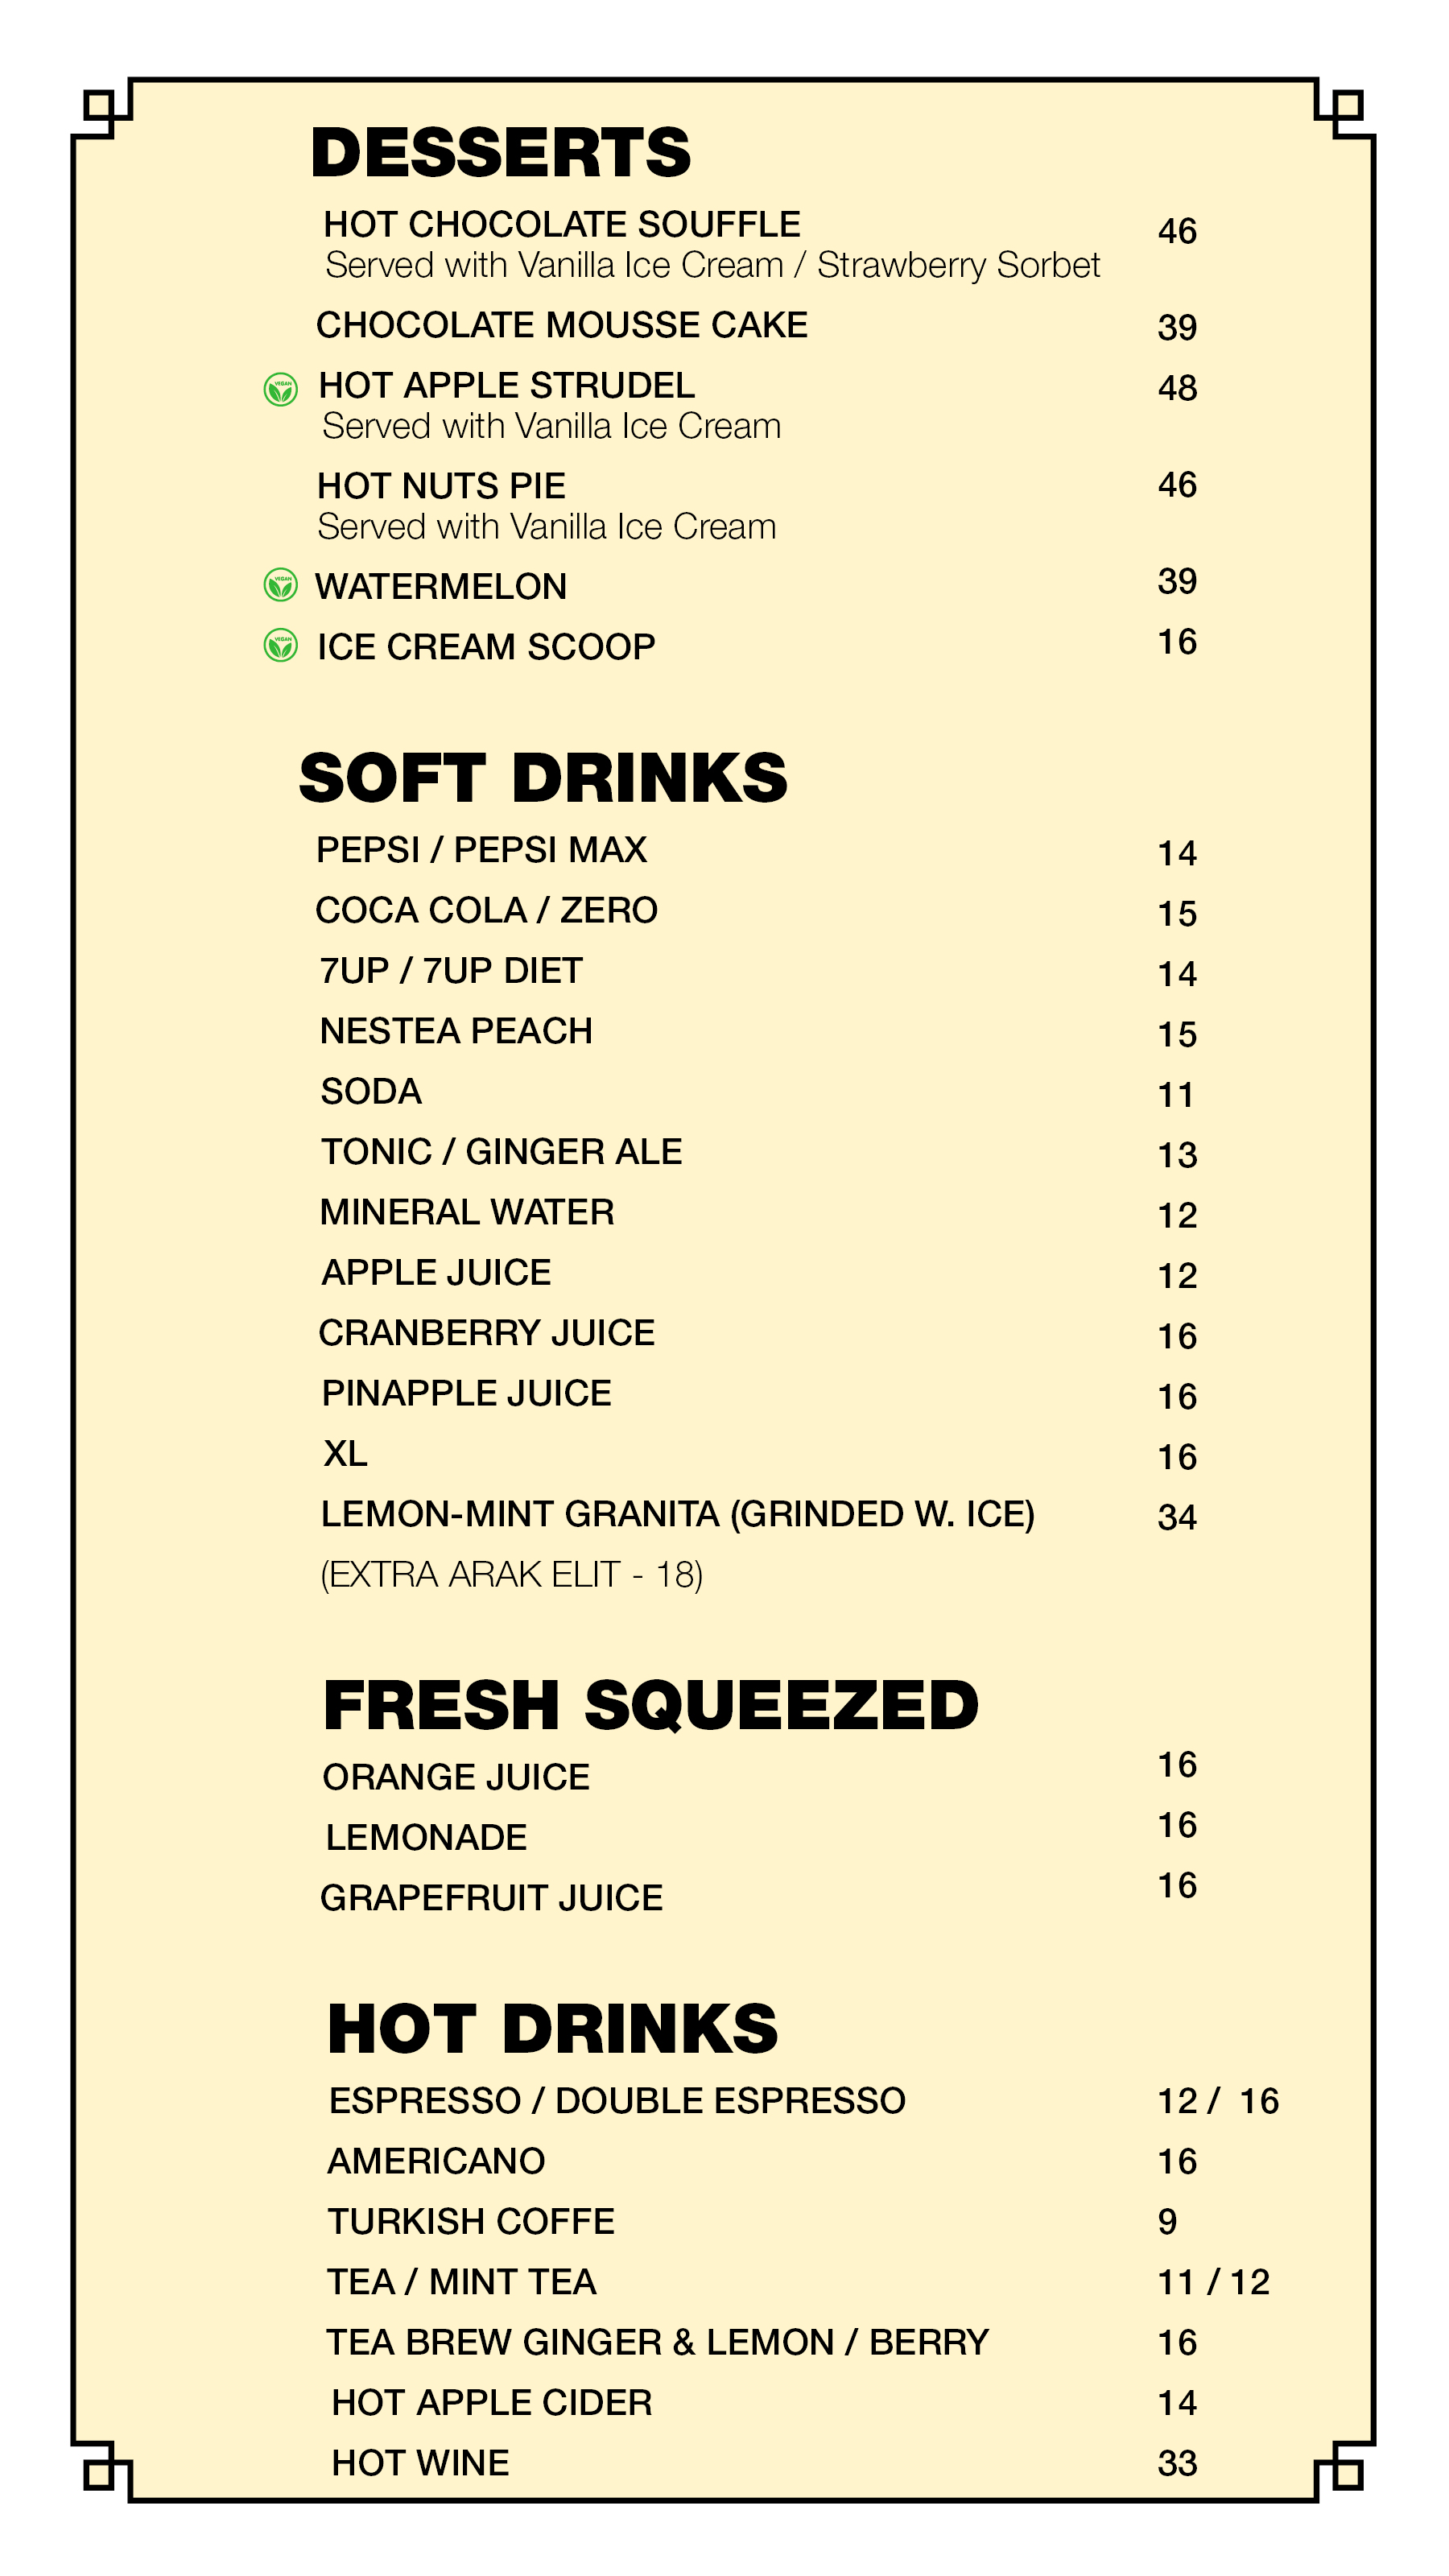 DESSERTS
HOT CHOCOLATE SOUFFLE 46
Served with Vanilla Ice Cream / Strawberry Sorbet
CHOCOLATE MOUSSE CAKE 39
VEGAN HOT APPLE STRUDEL 48
Served with Vanilla Ice Cream
HOT NUTS PIE 46
Served with Vanilla Ice Cream
VEGAN WATERMELON 39
VEGAN ICE CREAM SCOOP 16
SOFT DRINKS
PEPSI / PEPSI MAX 14
COCA COLA / ZERO 15
7UP / 7UP DIET 14
NESTEA PEACH 15
SODA 11
TONIC / GINGER ALE 13
MINERAL WATER 12
APPLE JUICE 12
CRANBERRY JUICE 16
PINAPPLE JUICE 16
XL 16
LEMON-MINT GRANITA (GRINDED W. ICE) 34
(EXTRA ARAK ELIT - 18)
FRESH SQUEEZED
ORANGE JUICE 16
LEMONADE 16
GRAPEFRUIT JUICE 16
HOT DRINKS
ESPRESSO / DOUBLE ESPRESSO 12 / 16
AMERICANO 16
TURKISH COFFE 9
TEA / MINT TEA 11 / 12
TEA BREW GINGER & LEMON / BERRY 16
HOT APPLE CIDER 14
HOT WINE 33